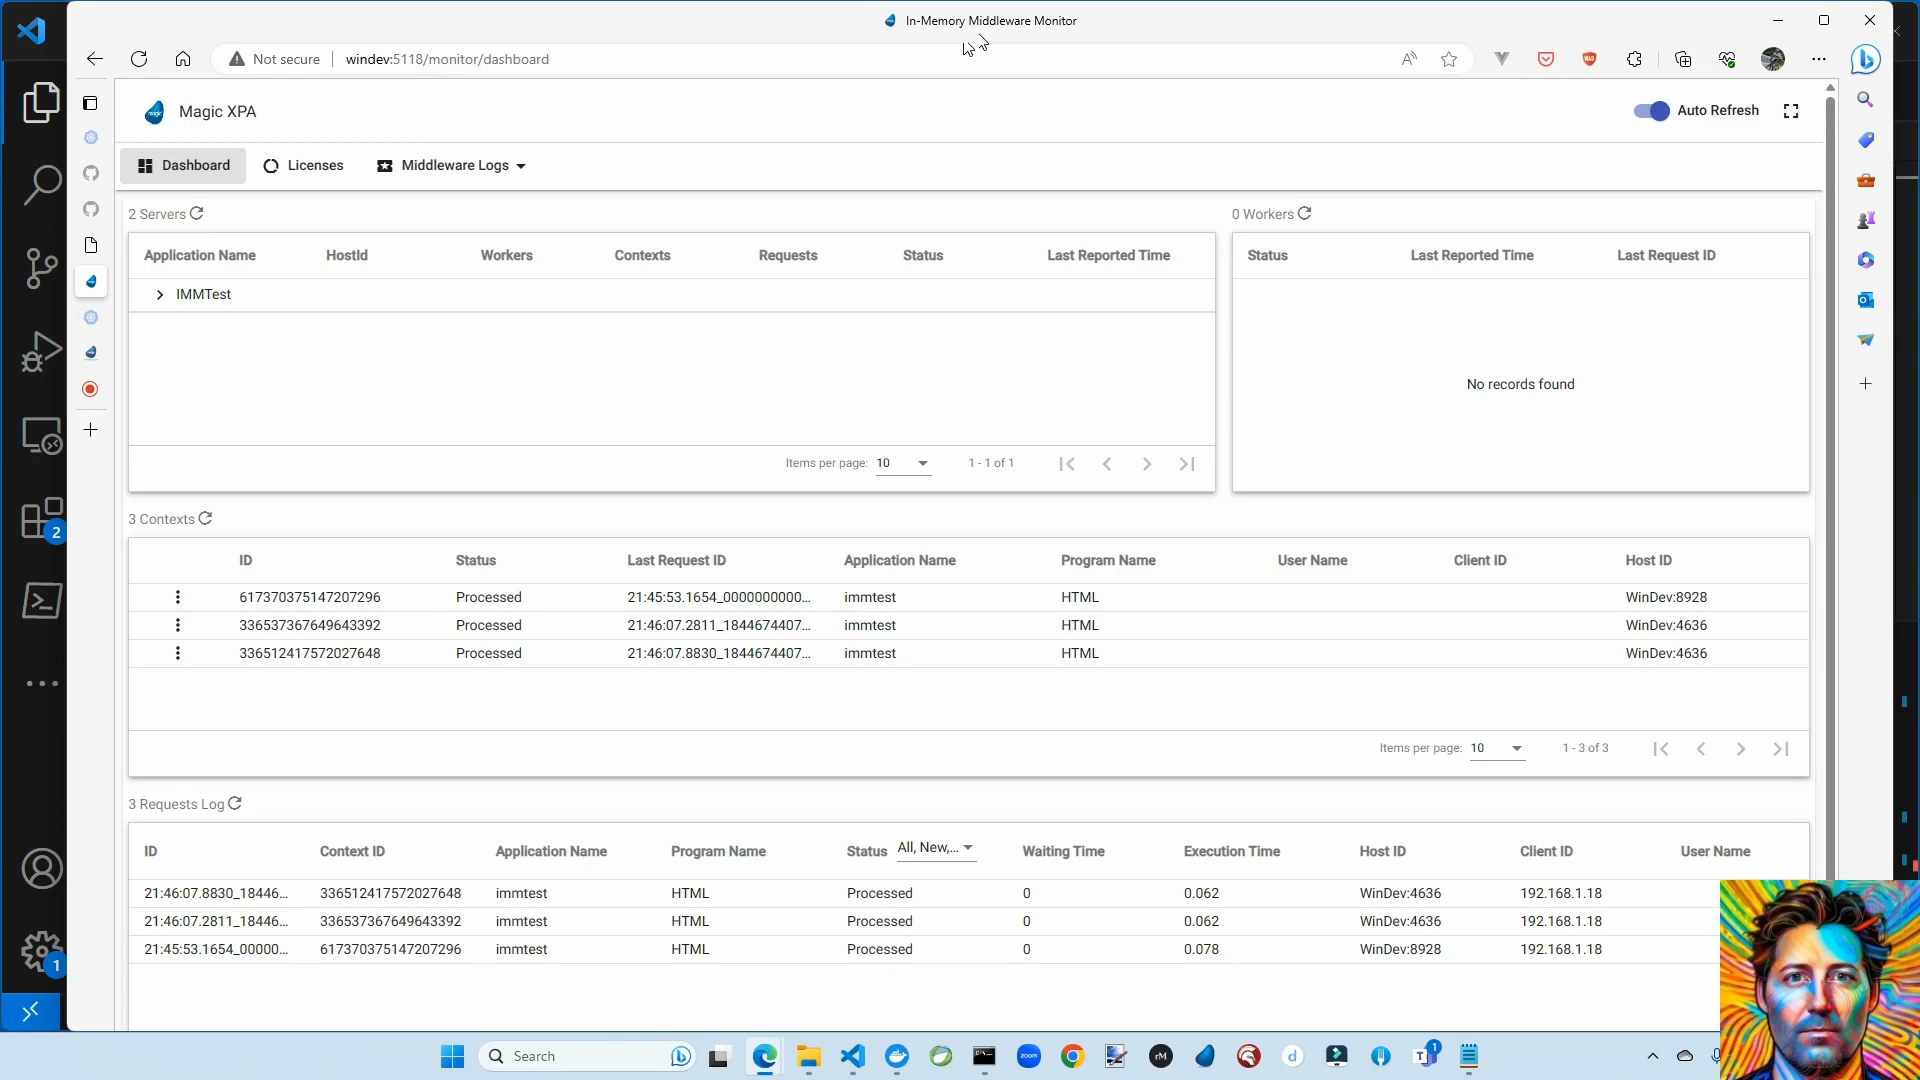 In-Memory Middleware Monitor
Not secure windev:5118/monitor/dashboard
Magic XPA
Auto Refresh
Dashboard Licenses Middleware Logs
2 Servers
0 Workers
Application Name HostId Workers Contexts Requests Status Last Reported Time
Status Last Reported Time Last Request ID
IMMTest
No records found
Items per page: 10 1 - 1 of 1
3 Contexts
ID Status Last Request ID Application Name Program Name User Name Client ID Host ID
617370375147207296 Processed 21:45:53.1654_0000000000... immtest HTML WinDev:8928
336537367649643392 Processed 21:46:07.2811_1844674407... immtest HTML WinDev:4636
336512417572027648 Processed 21:46:07.8830_1844674407... immtest HTML WinDev:4636
Items per page: 10 1 - 3 of 3
3 Requests Log
ID Context ID Application Name Program Name Status All, New,... Waiting Time Execution Time Host ID Client ID User Name
21:46:07.8830_18446... 336512417572027648 immtest HTML Processed 0 0.062 WinDev:4636 192.168.1.18
21:46:07.2811_18446... 336537367649643392 immtest HTML Processed 0 0.062 WinDev:4636 192.168.1.18
21:45:53.1654_00000... 617370375147207296 immtest HTML Processed 0 0.078 WinDev:8928 192.168.1.18
2
1
Search
zoom
rM
d
1